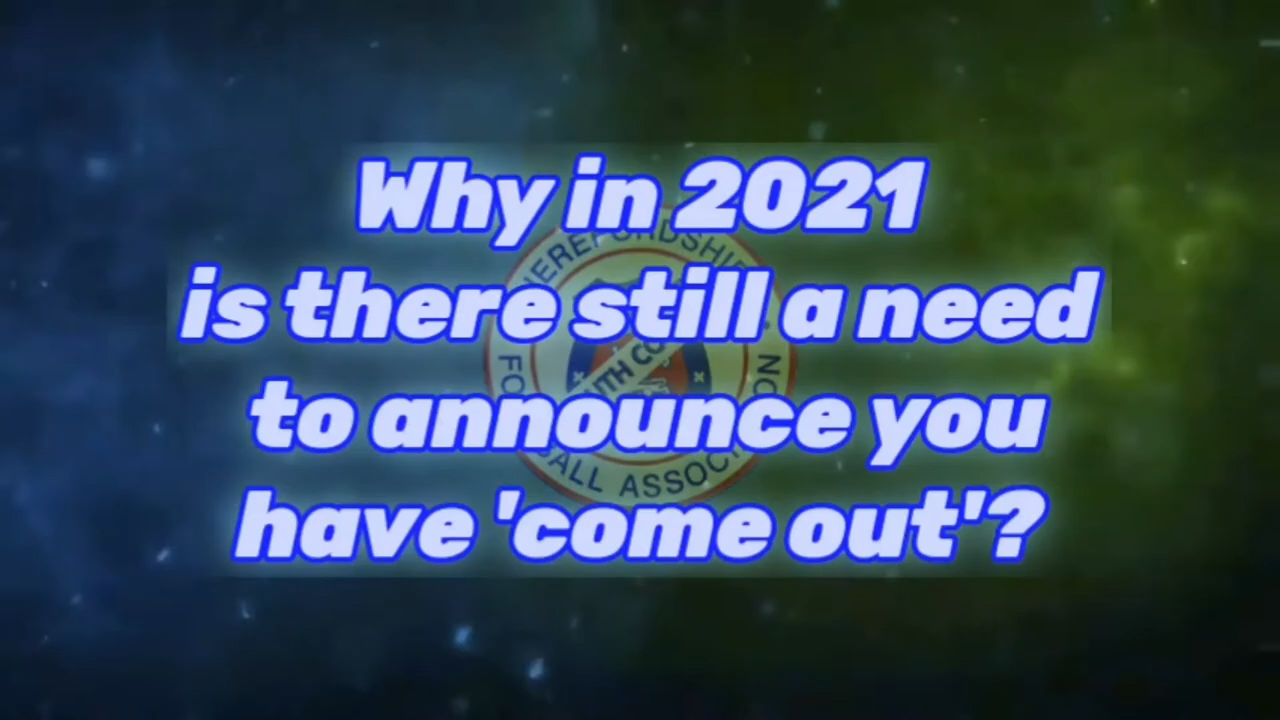 Why in 2021
is there still a need
to announce you
have 'come out'?